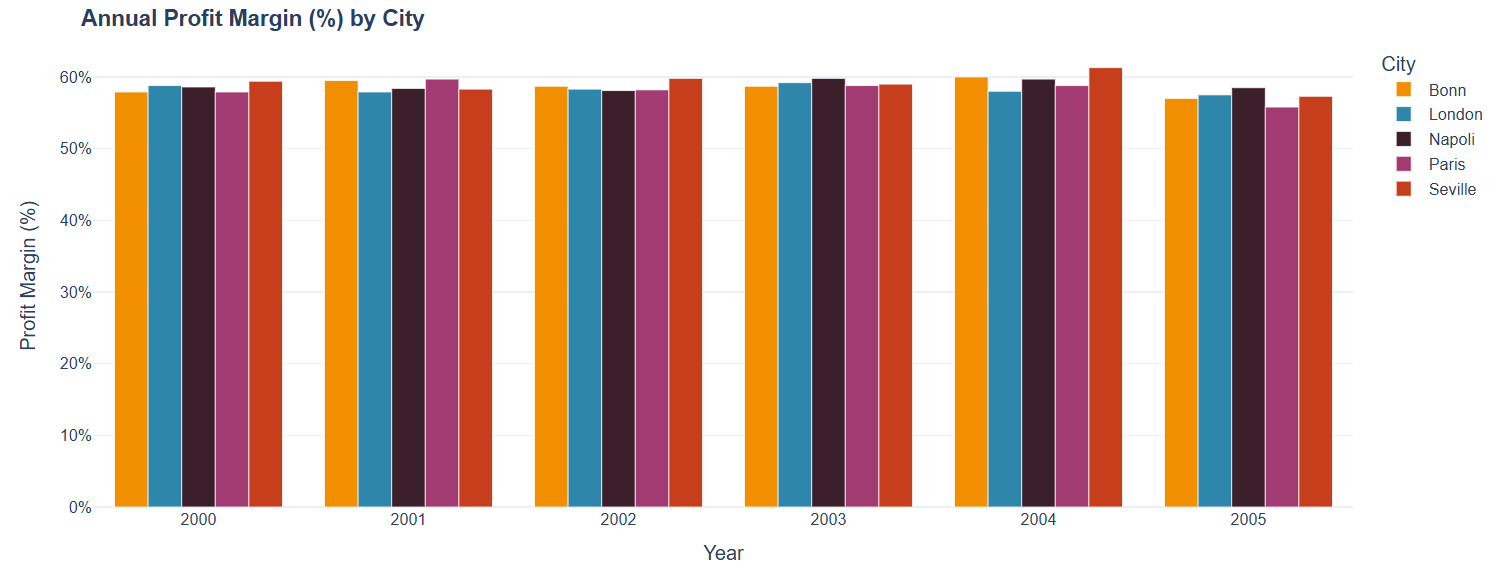 Annual Profit Margin (%) by City
Profit Margin (%)
60%
50%
40%
30%
20%
10%
0%
2000 2001 2002 2003 2004 2005
Year
City
Bonn
London
Napoli
Paris
Seville